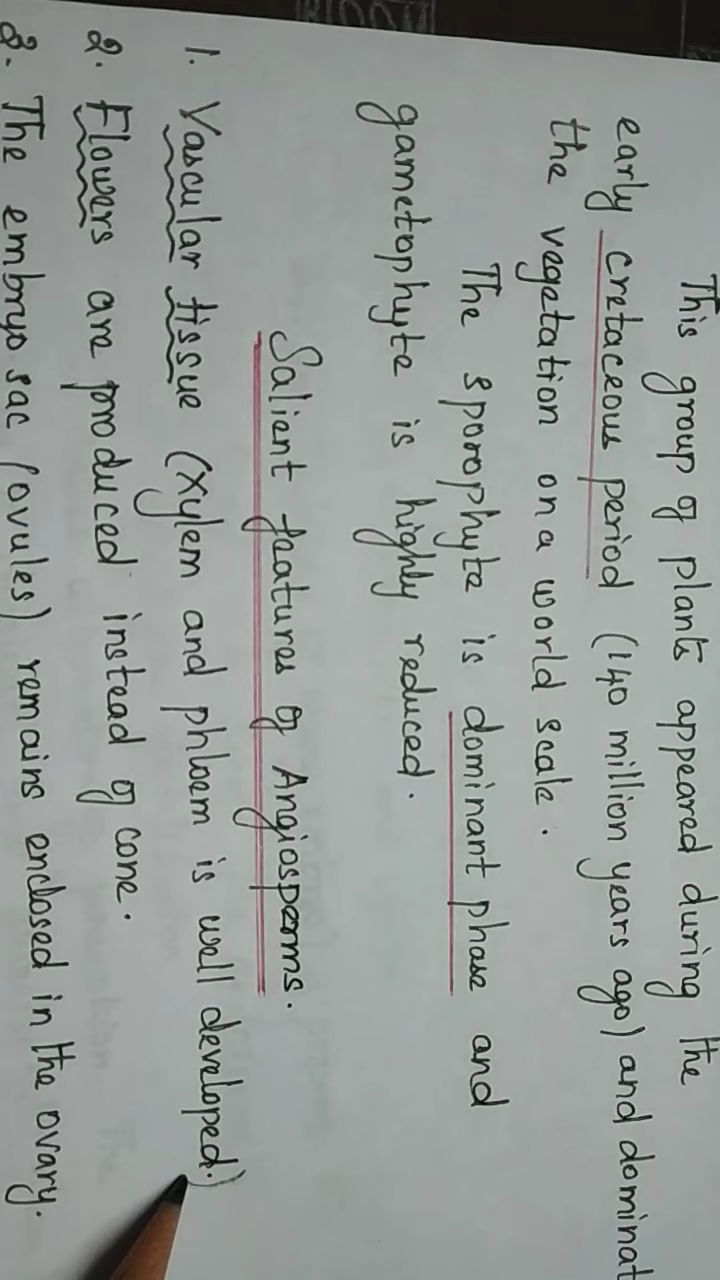 This group of plants appeared during the
early cretaceous period (140 million years ago) and dominat
the vegetation on a world scale.
The sporophyte is dominant phase and
gametophyte is highly reduced.
Salient features of Angiosperms.
1. Vascular tissue (xylem and phloem is well developed.)
2. Flowers are produced instead of cone.
3. The embryo sac (ovules) remains enclosed in the ovary.